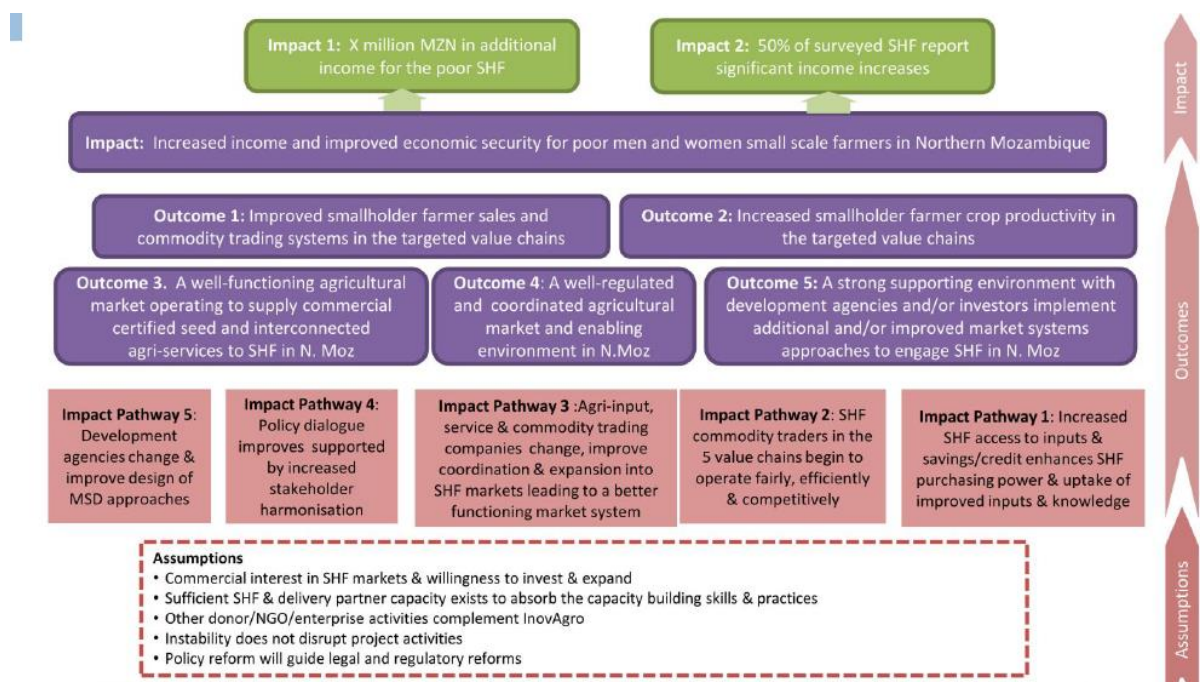 Impact 1: X million MZN in additional
income for the poor SHF
Impact 2: 50% of surveyed SHF report
significant income increases
Impact: Increased income and improved economic security for poor men and women small scale farmers in Northern Mozambique
Outcome 1: Improved smallholder farmer sales and
commodity trading systems in the targeted value chains
Outcome 2: Increased smallholder farmer crop productivity in
the targeted value chains
Outcome 3. A well-functioning agricultural
market operating to supply commercial
certified seed and interconnected
agri-services to SHF in N. Moz
Outcome 4: A well-regulated
and coordinated agricultural
market and enabling
environment in N.Moz
Outcome 5: A strong supporting environment with
development agencies and/or investors implement
additional and/or improved market systems
approaches to engage SHF in N. Moz
Impact Pathway 5:
Development
agencies change &
improve design of
MSD approaches
Impact Pathway 4:
Policy dialogue
improves supported
by increased
stakeholder
harmonisation
Impact Pathway 3 :Agri-input,
service & commodity trading
companies change, improve
coordination & expansion into
SHF markets leading to a better
functioning market system
Impact Pathway 2: SHF
commodity traders in the
5 value chains begin to
operate fairly, efficiently
& competitively
Impact Pathway 1: Increased
SHF access to inputs &
savings/credit enhances SHF
purchasing power & uptake of
improved inputs & knowledge
Assumptions
• Commercial interest in SHF markets & willingness to invest & expand
• Sufficient SHF & delivery partner capacity exists to absorb the capacity building skills & practices
• Other donor/NGO/enterprise activities complement InovAgro
• Instability does not disrupt project activities
• Policy reform will guide legal and regulatory reforms
Impact
Outcomes
Assumptions